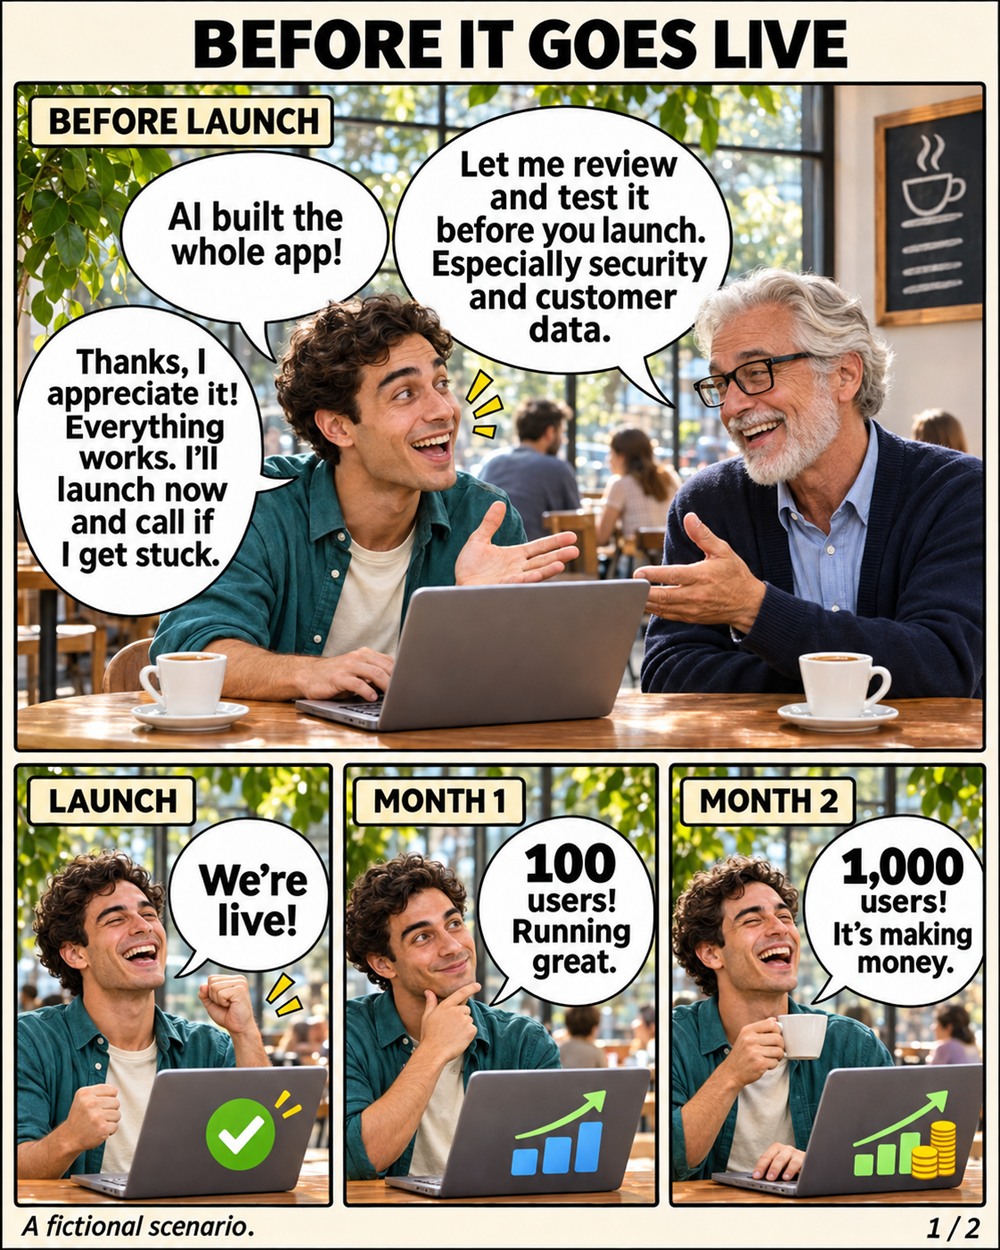 BEFORE IT GOES LIVE
BEFORE LAUNCH
AI built the
whole app!
Let me review
and test it
before you launch.
Especially security
and customer
data.
Thanks, I
appreciate it!
Everything
works. I'll
launch now
and call if
I get stuck.
LAUNCH
We're
live!
MONTH 1
100
users!
Running
great.
MONTH 2
1,000
users!
It's making
money.
A fictional scenario.
1 / 2